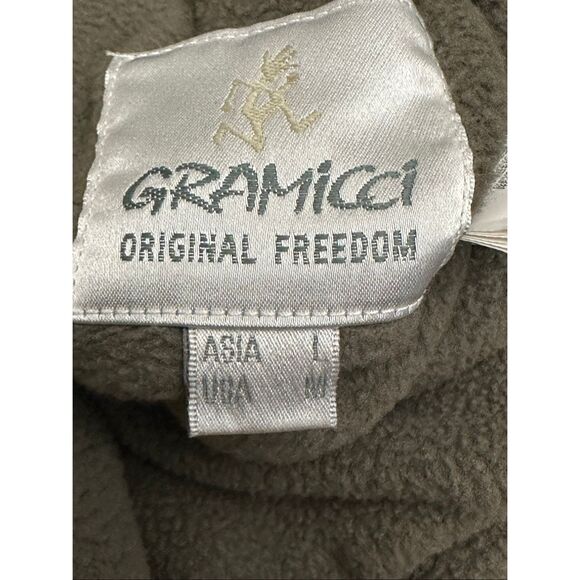 GRAMiCCi
ORIGINAL FREEDOM
ASIA L
USA M